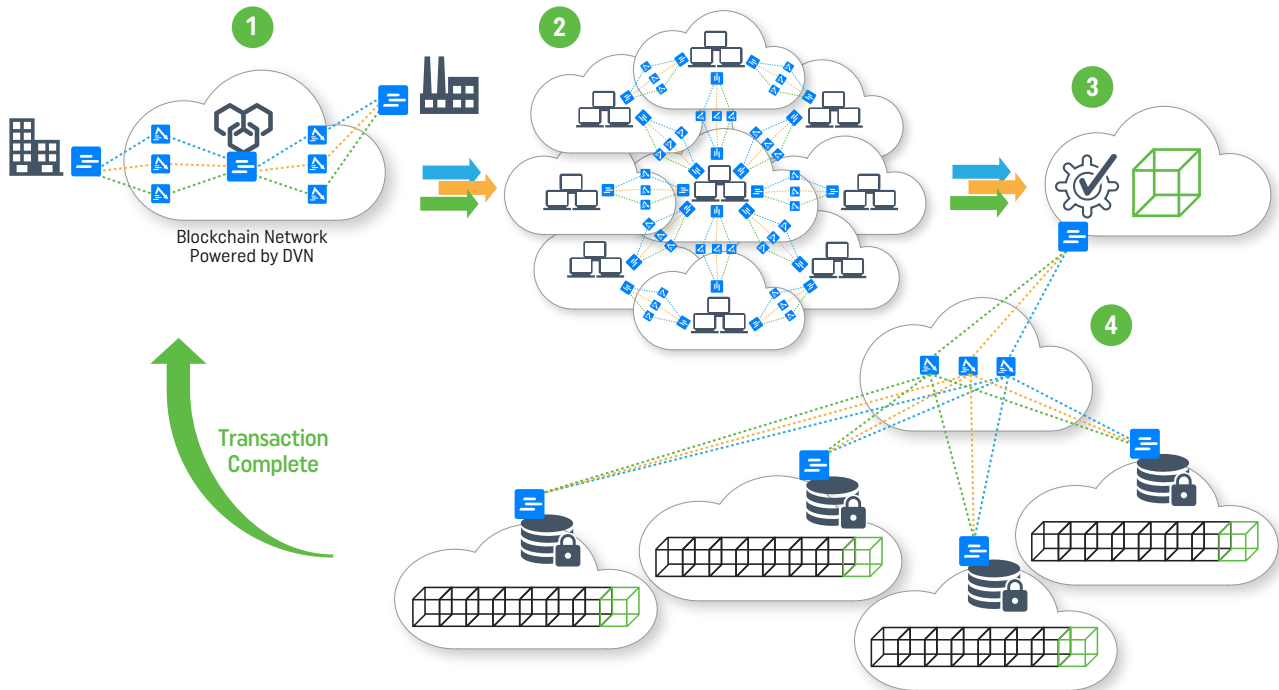 1
2
3
Blockchain Network
Powered by DVN
4
Transaction
Complete